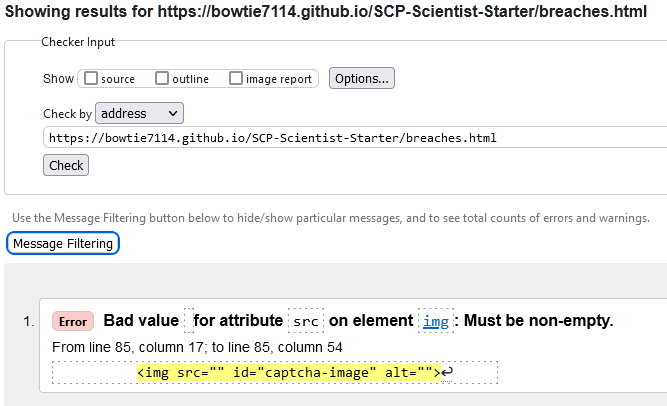 Showing results for https://bowtie7114.github.io/SCP-Scientist-Starter/breaches.html
Checker Input
Show source outline image report Options...
Check by address
https://bowtie7114.github.io/SCP-Scientist-Starter/breaches.html
Check
Use the Message Filtering button below to hide/show particular messages, and to see total counts of errors and warnings.
Message Filtering
1. Error Bad value for attribute src on element img: Must be non-empty.
From line 85, column 17; to line 85, column 54
<img src="" id="captcha-image" alt="">↩